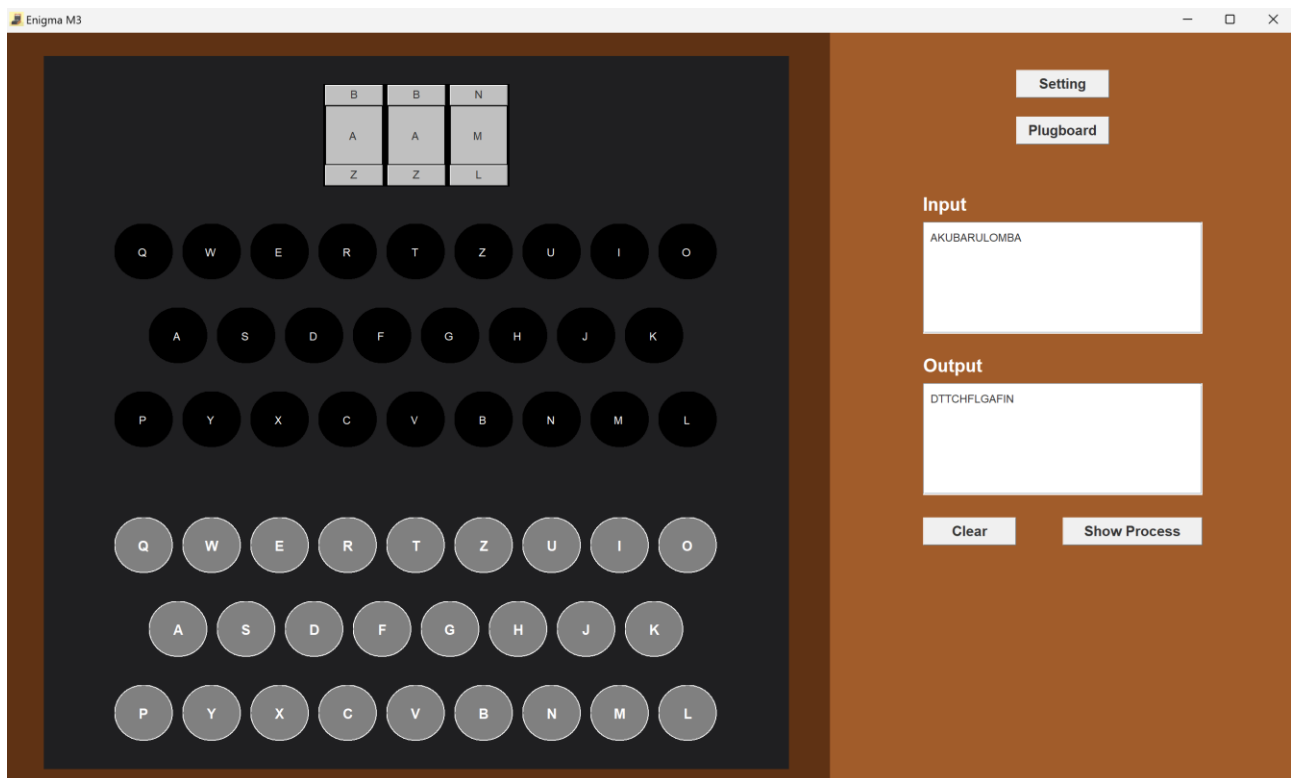 Enigma M3
B B N
A A M
Z Z L
Q W E R T Z U I O
A S D F G H J K
P Y X C V B N M L
Q W E R T Z U I O
A S D F G H J K
P Y X C V B N M L
Setting
Plugboard
Input
AKUBARULOMBA
Output
DTTCHFLGAFIN
Clear Show Process